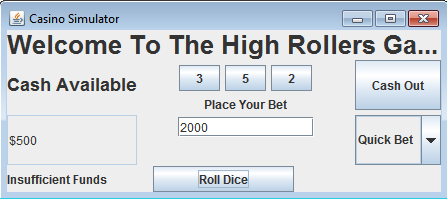 Casino Simulator
Welcome To The High Rollers Ga...
Cash Available
3 5 2
Cash Out
Place Your Bet
2000
$500
Quick Bet
Insufficient Funds
Roll Dice